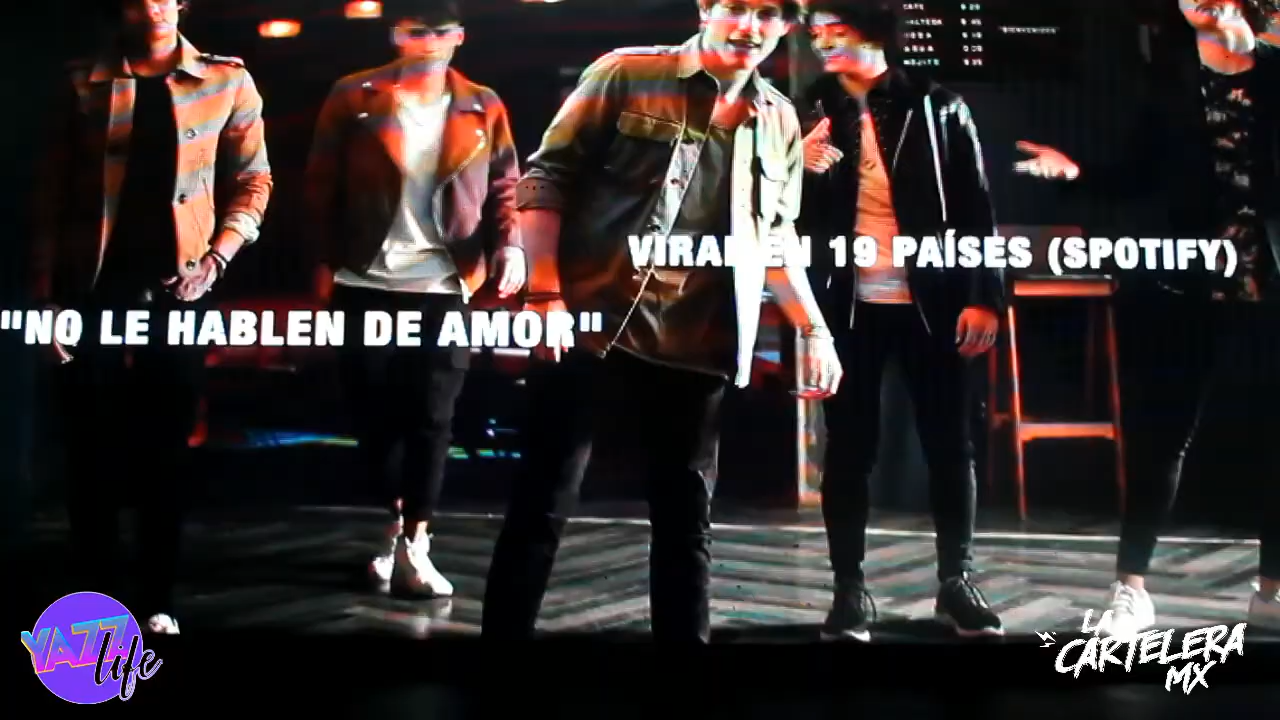 VIRAL EN 19 PAÍSES (SPOTIFY)
"NO LE HABLEN DE AMOR"
YAZZ
life
LA
CARTELERA
MX